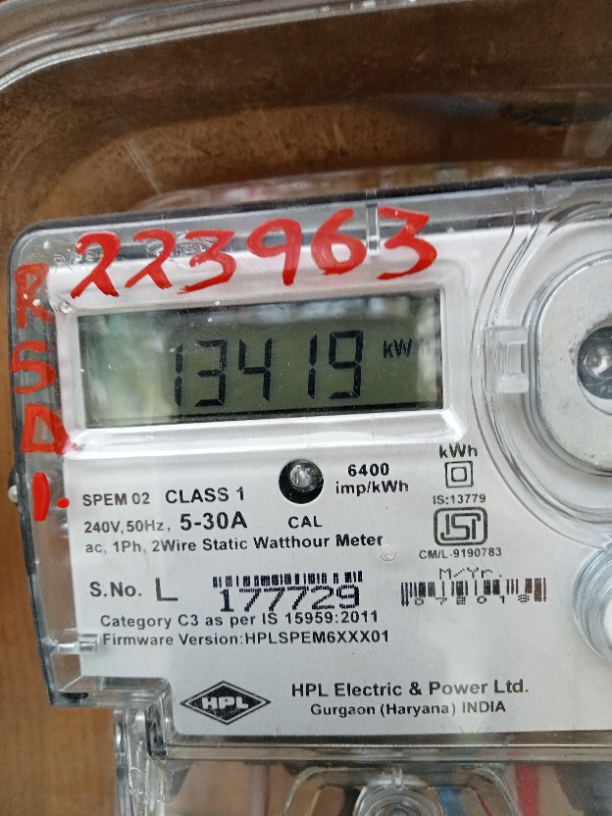 223963
RSD1.
13419 kW
kWh
6400
imp/kWh
IS:13779
SPEM 02 CLASS 1
240V,50Hz, 5-30A
CAL
ac, 1Ph, 2Wire Static Watthour Meter
CM/L-9190783
M/Yr.
S.No. L 177729
072018
Category C3 as per IS 15959:2011
Firmware Version:HPLSPEM6XXX01
HPL
HPL Electric & Power Ltd.
Gurgaon (Haryana) INDIA